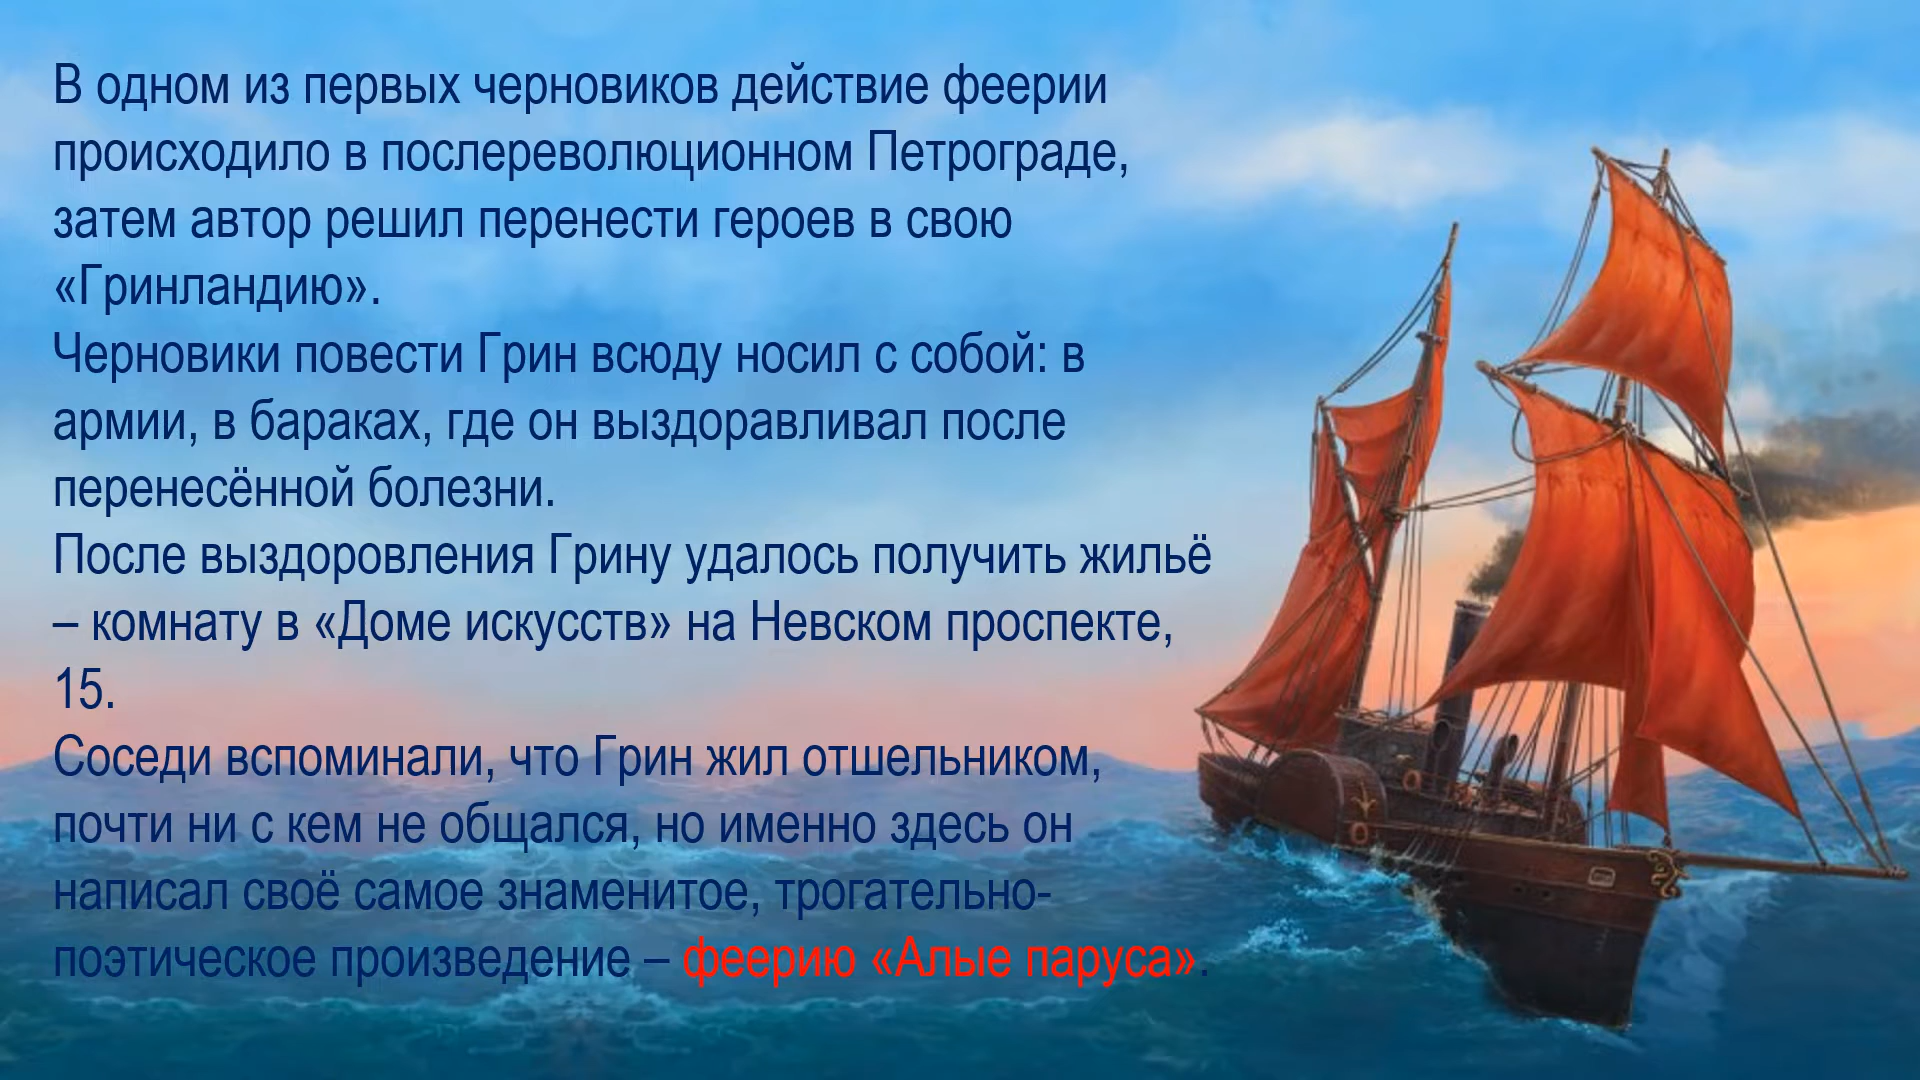 В одном из первых черновиков действие феерии
происходило в послереволюционном Петрограде,
затем автор решил перенести героев в свою
«Гринландию».
Черновики повести Грин всюду носил с собой: в
армии, в бараках, где он выздоравливал после
перенесённой болезни.
После выздоровления Грину удалось получить жильё
– комнату в «Доме искусств» на Невском проспекте,
15.
Соседи вспоминали, что Грин жил отшельником,
почти ни с кем не общался, но именно здесь он
написал своё самое знаменитое, трогательно-
поэтическое произведение – феерию «Алые паруса».